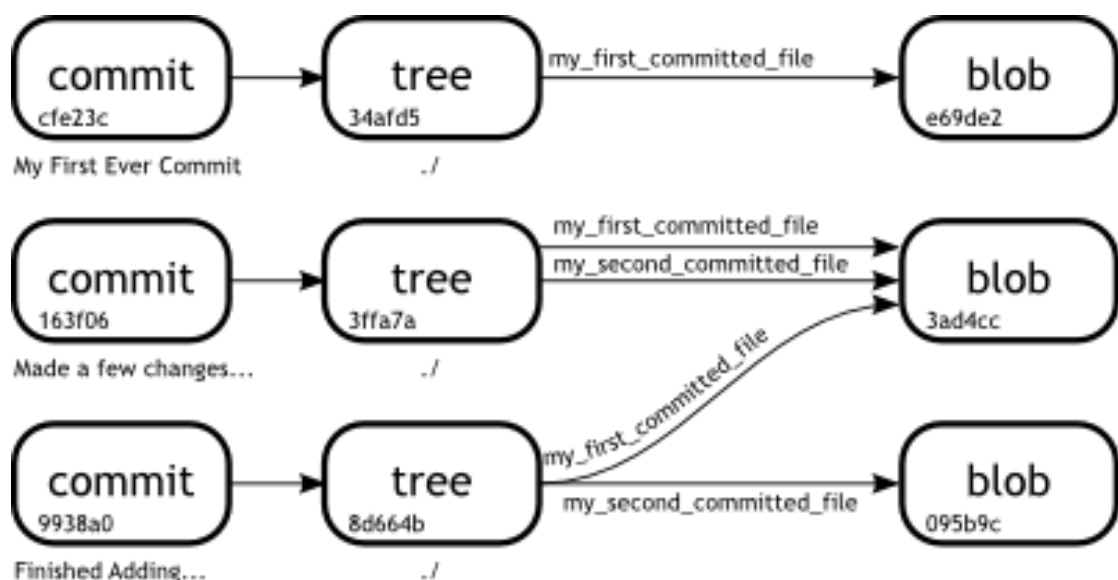 commit
cfe23c
My First Ever Commit
tree
34afd5
./
my_first_committed_file
blob
e69de2
commit
163f06
Made a few changes...
tree
3ffa7a
./
my_first_committed_file
my_second_committed_file
blob
3ad4cc
commit
9938a0
Finished Adding...
tree
8d664b
./
my_first_committed_file
my_second_committed_file
blob
095b9c